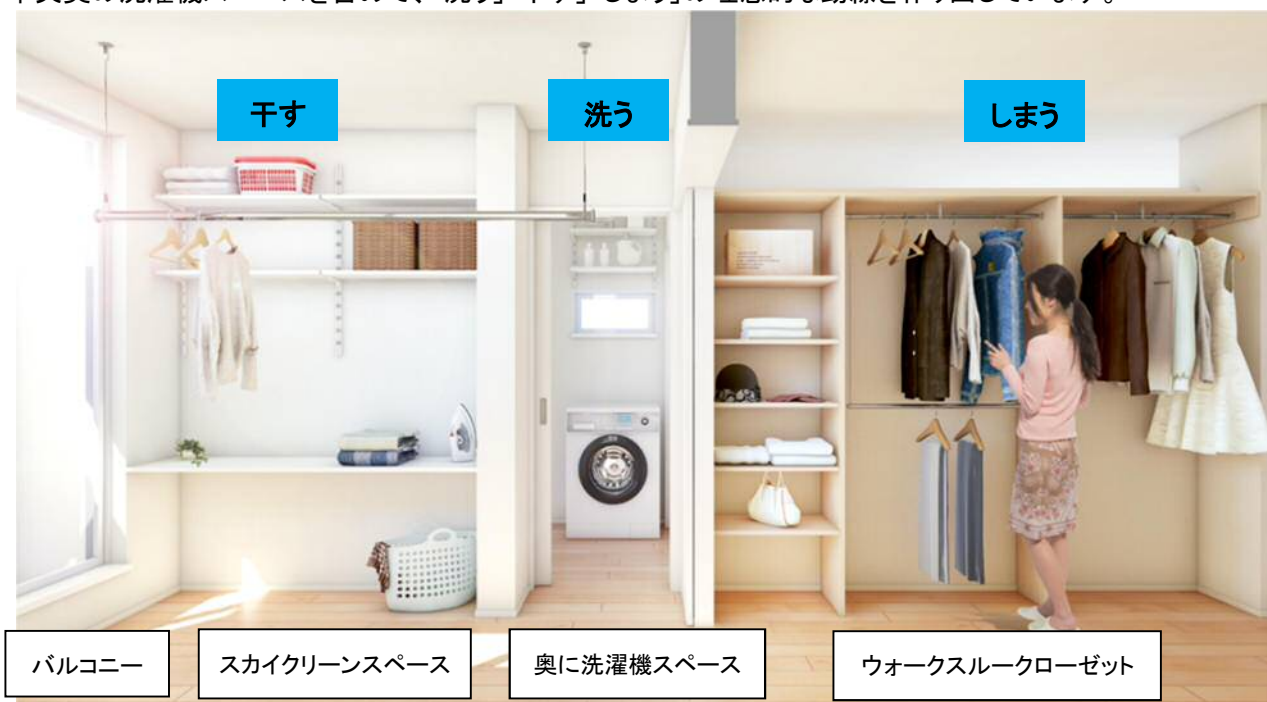 干す
洗う
しまう
バルコニー
スカイクリーンスペース
奥に洗濯機スペース
ウォークスルークローゼット